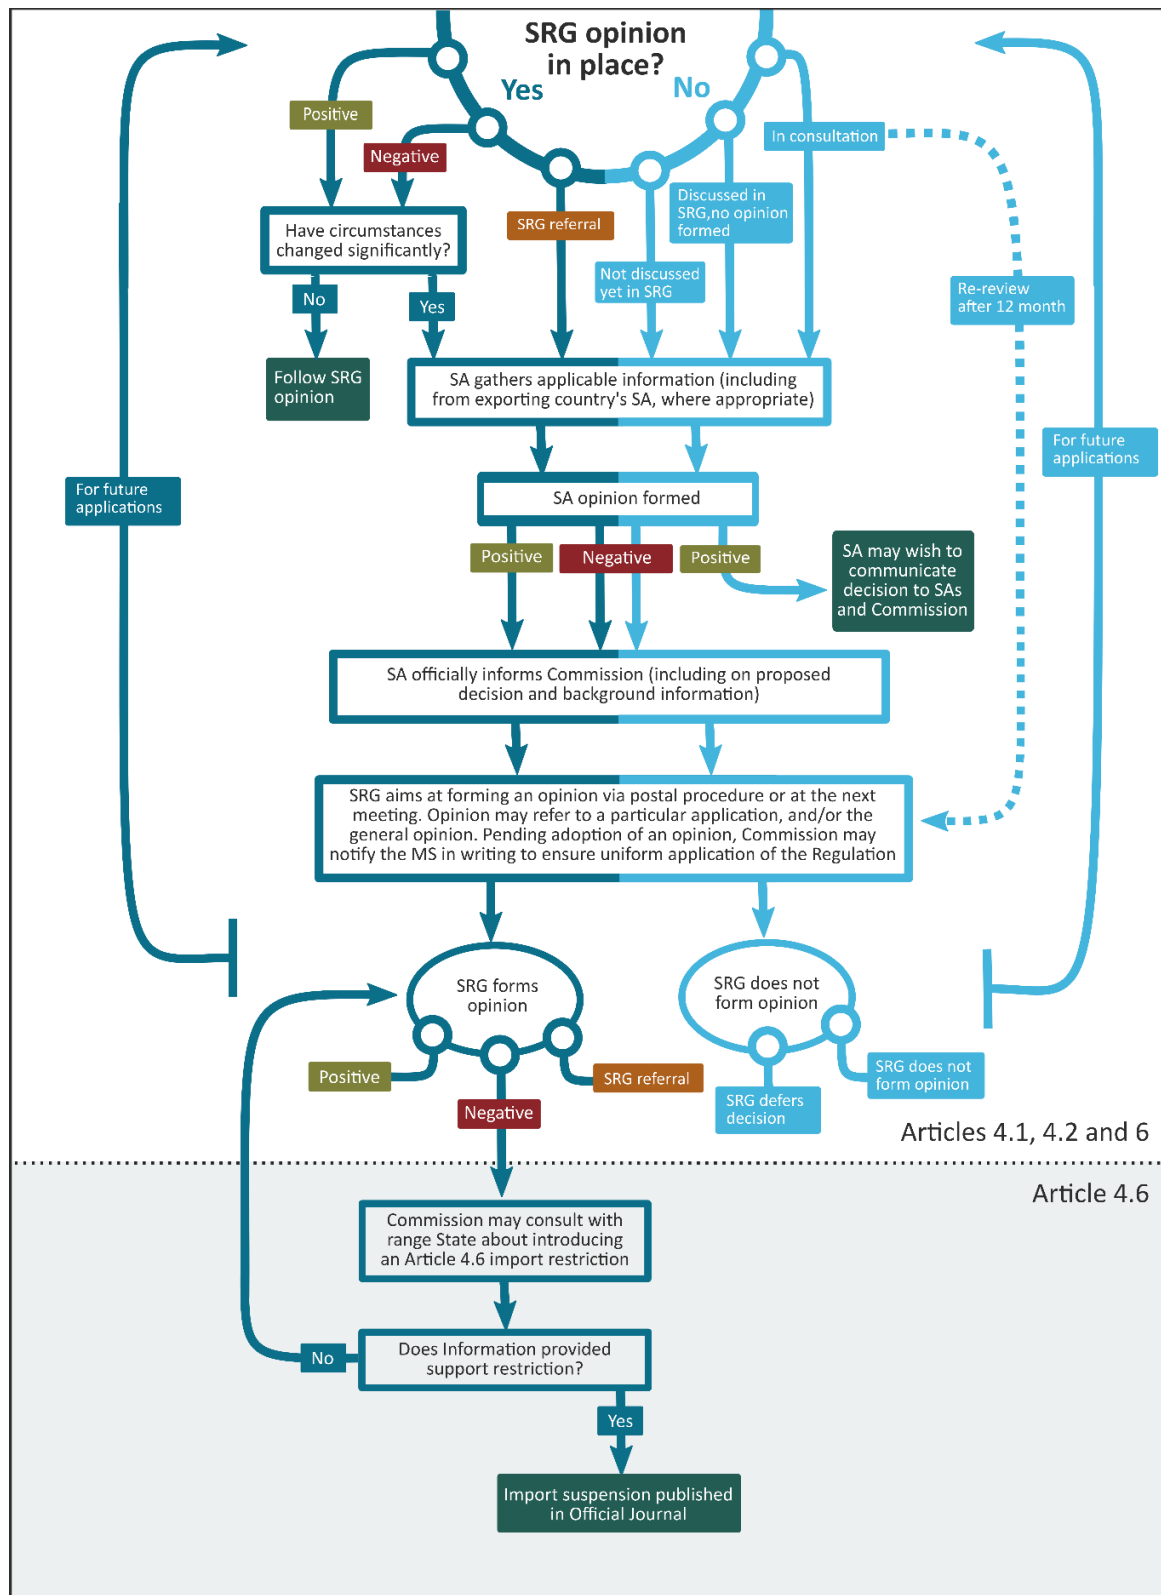 SRG opinion
in place?
Yes
No
Positive
Negative
In consultation
SRG referral
Discussed in
SRG,no opinion
formed
Not discussed
yet in SRG
Have circumstances
changed significantly?
No
Yes
Re-review
after 12 month
Follow SRG
opinion
SA gathers applicable information (including
from exporting country's SA, where appropriate)
For future
applications
For future
applications
SA opinion formed
Positive
Negative
Positive
SA may wish to
communicate
decision to SAs
and Commission
SA officially informs Commission (including on proposed
decision and background information)
SRG aims at forming an opinion via postal procedure or at the next
meeting. Opinion may refer to a particular application, and/or the
general opinion. Pending adoption of an opinion, Commission may
notify the MS in writing to ensure uniform application of the Regulation
SRG forms
opinion
SRG does not
form opinion
Positive
Negative
SRG referral
SRG defers
decision
SRG does not
form opinion
Articles 4.1, 4.2 and 6
Article 4.6
Commission may consult with
range State about introducing
an Article 4.6 import restriction
Does Information provided
support restriction?
No
Yes
Import suspension published
in Official Journal